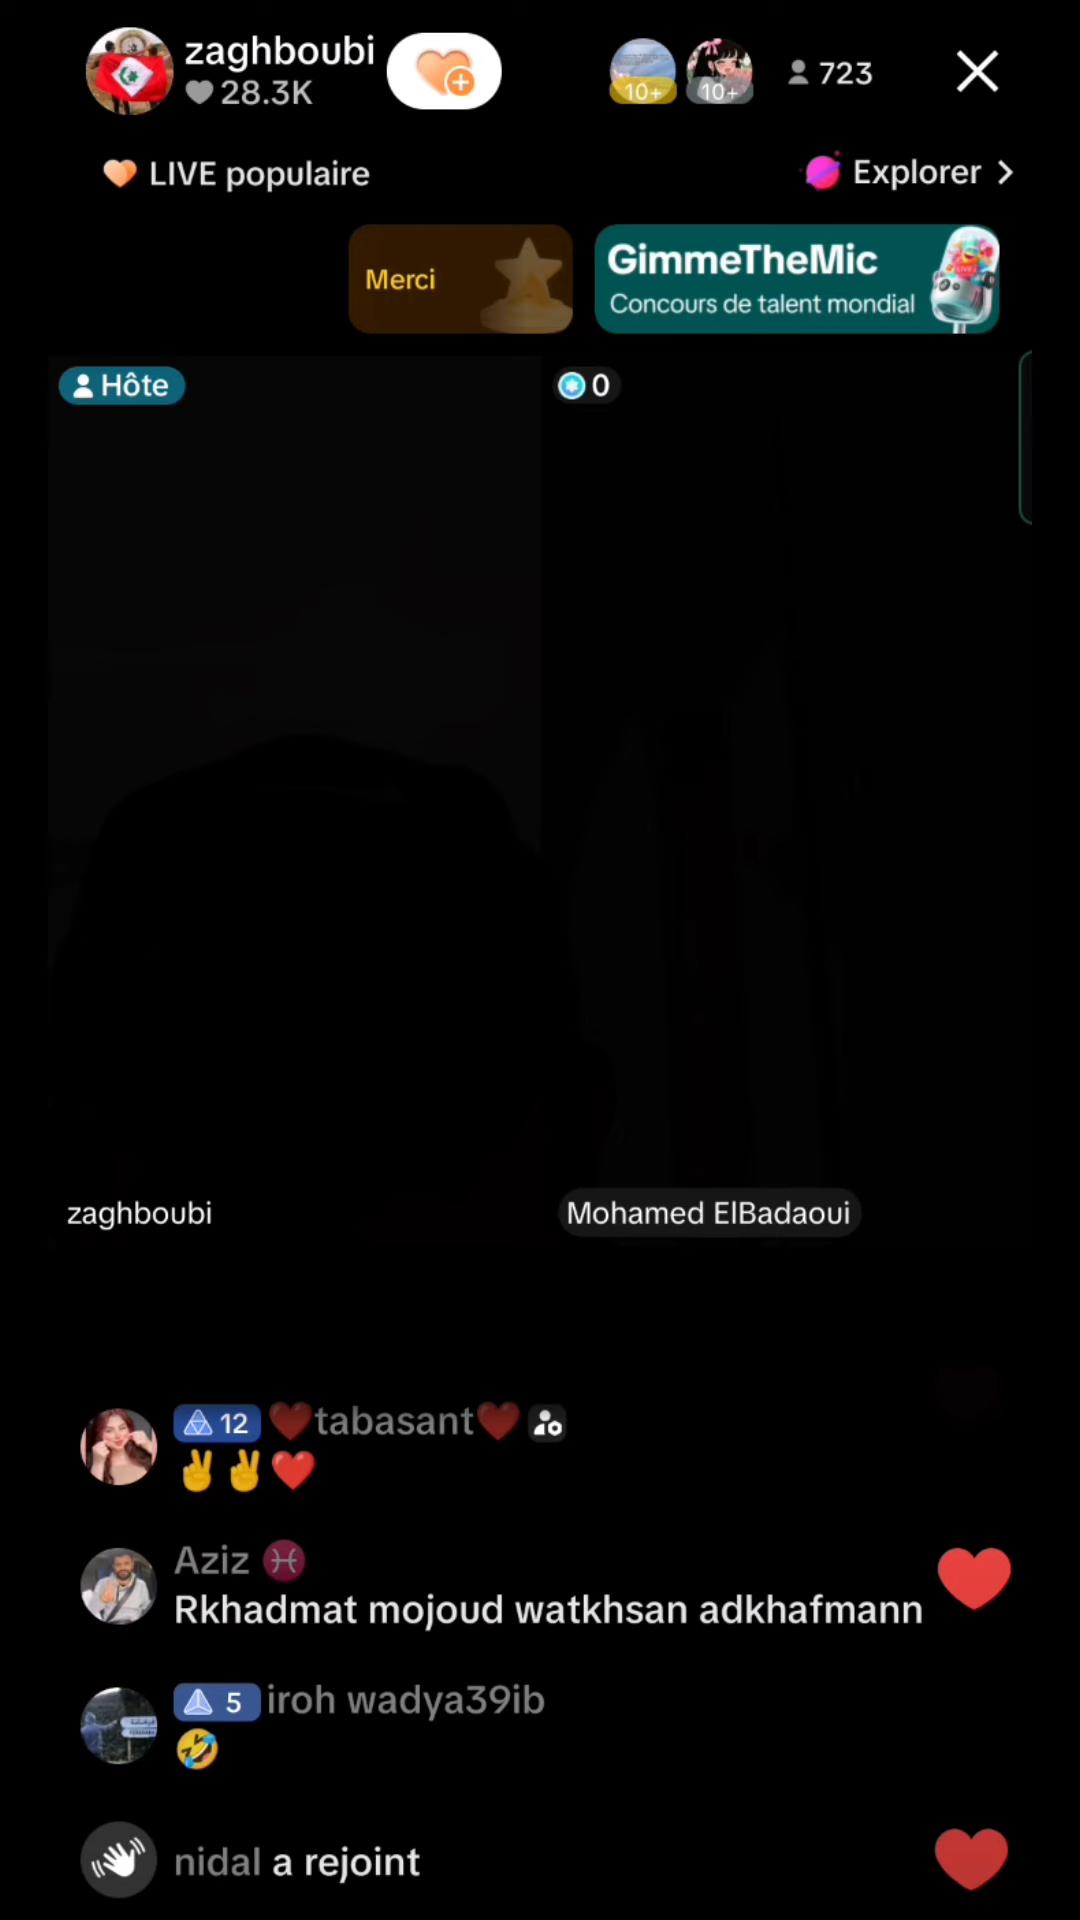 zaghboubi
28.3K
10+
10+
723
LIVE populaire
Explorer
Merci
GimmeTheMic
Concours de talent mondial
Hôte
0
zaghboubi
Mohamed ElBadaoui
12 ❤️tabasant❤️
✌️✌️❤️
Aziz ♓
Rkhadmat mojoud watkhsan adkhafmann
5 iroh wadya39ib
🤣
nidal a rejoint